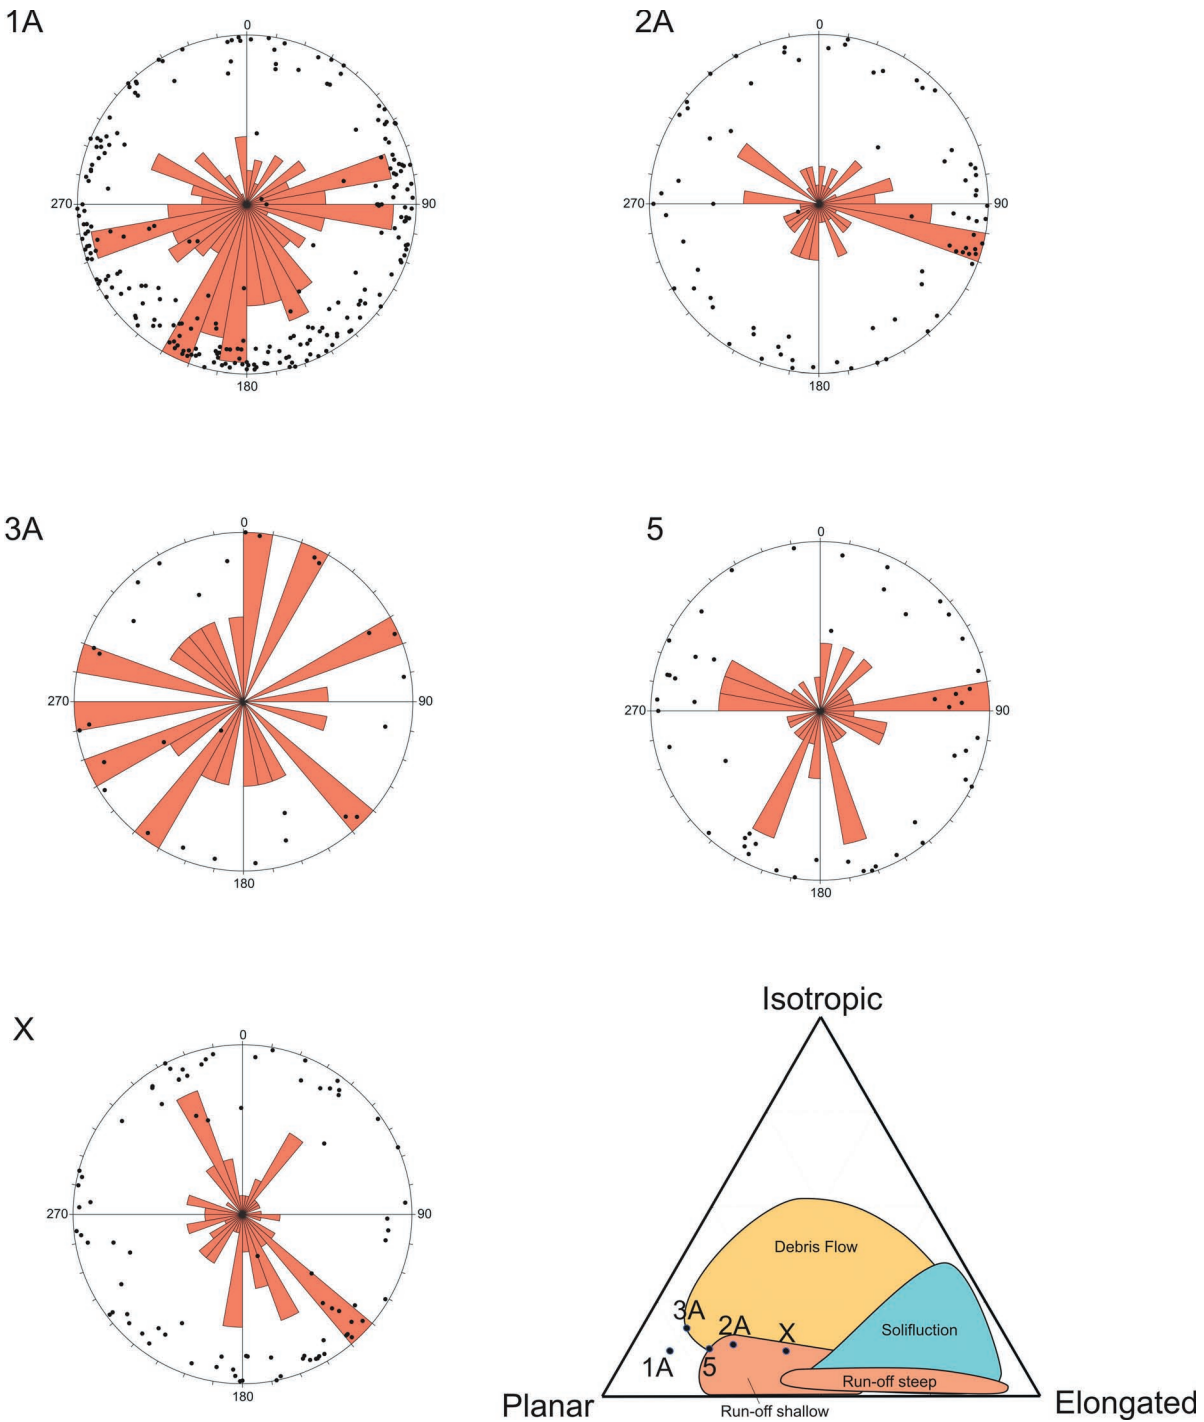 1A
0
270
90
180
2A
0
270
90
180
3A
0
270
90
180
5
0
270
90
180
X
0
270
90
180
Isotropic
Debris Flow
3A
2A
X
Solifluction
1A
5
Run-off steep
Planar
Run-off shallow
Elongated